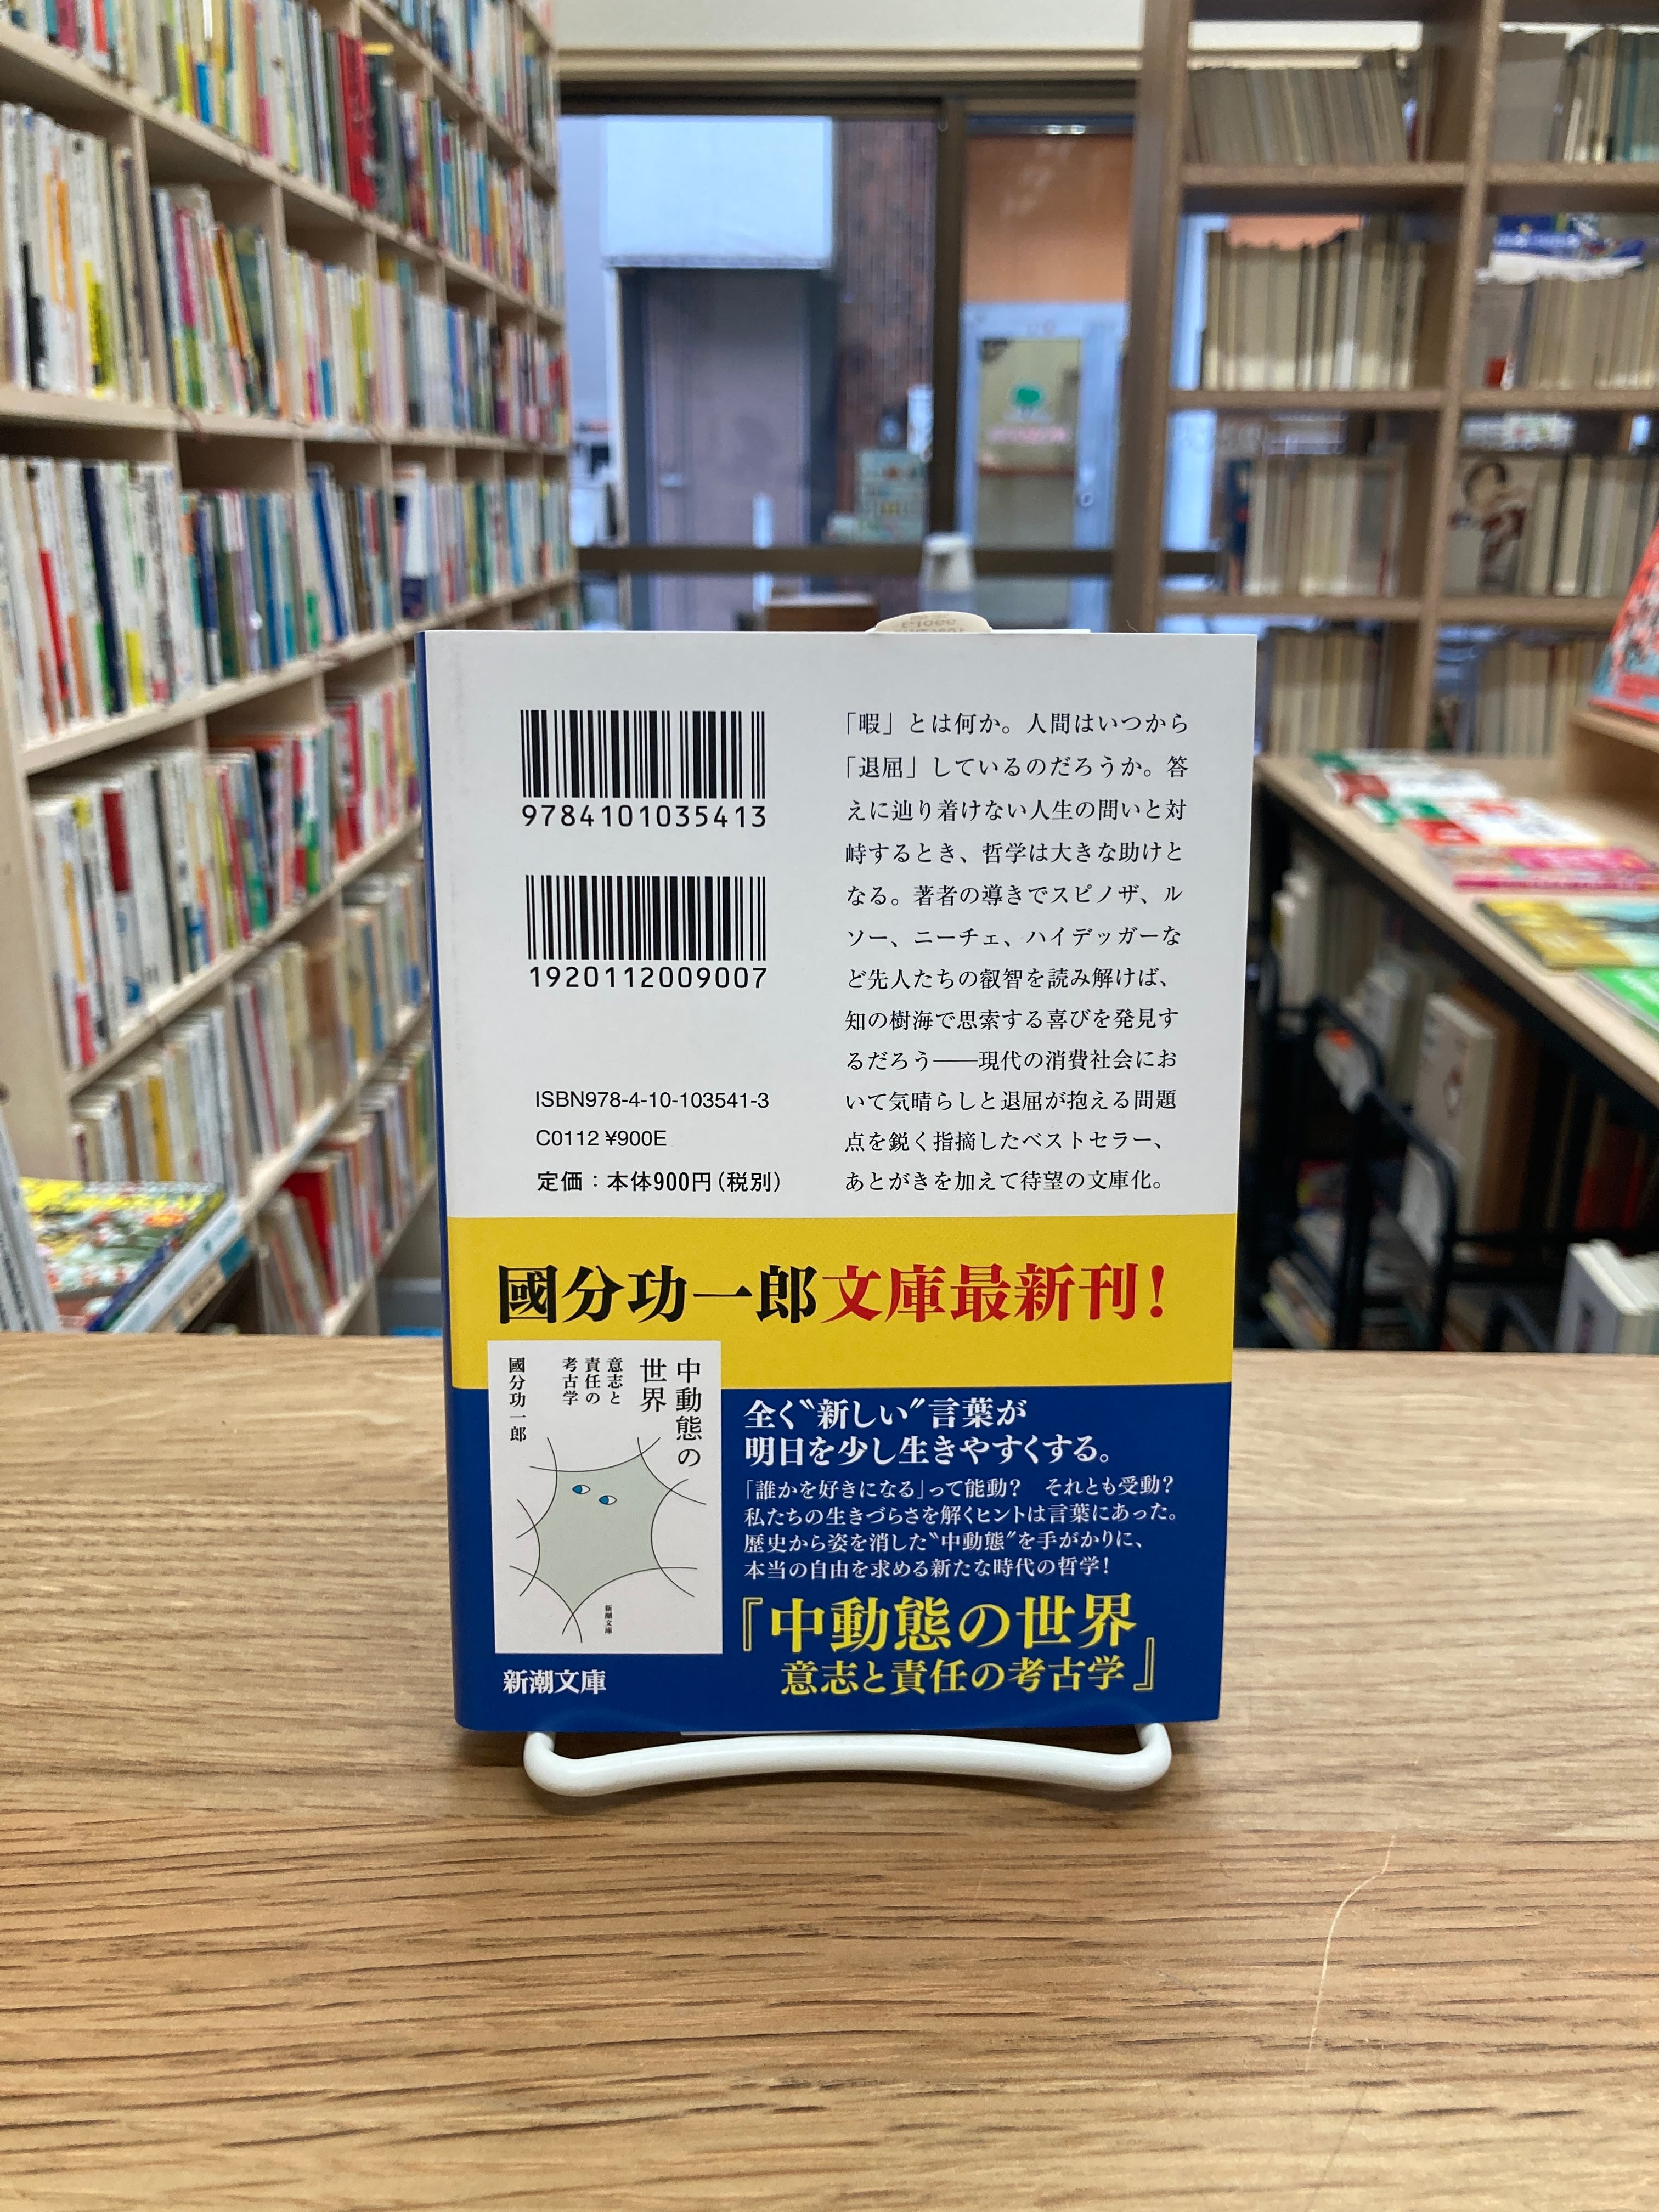 9784101035413
1920112009007
ISBN978-4-10-103541-3
C0112 ¥900E
定価：本体900円（税別）
「暇」とは何か。人間はいつから
「退屈」しているのだろうか。答
えに辿り着けない人生の問いと対
峙するとき、哲学は大きな助けと
なる。著者の導きでスピノザ、ル
ソー、ニーチェ、ハイデッガーな
ど先人たちの叡智を読み解けば、
知の樹海で思索する喜びを発見す
るだろう――現代の消費社会にお
いて気晴らしと退屈が抱える問題
点を鋭く指摘したベストセラー、
あとがきを加えて待望の文庫化。
國分功一郎文庫最新刊！
中動態の
世界
意志と
責任の
考古学
國分功一郎
新潮文庫
全く〝新しい〟言葉が
明日を少し生きやすくする。
「誰かを好きになる」って能動？　それとも受動？
私たちの生きづらさを解くヒントは言葉にあった。
歴史から姿を消した〝中動態〟を手がかりに、
本当の自由を求める新たな時代の哲学！
『中動態の世界
意志と責任の考古学』
新潮文庫